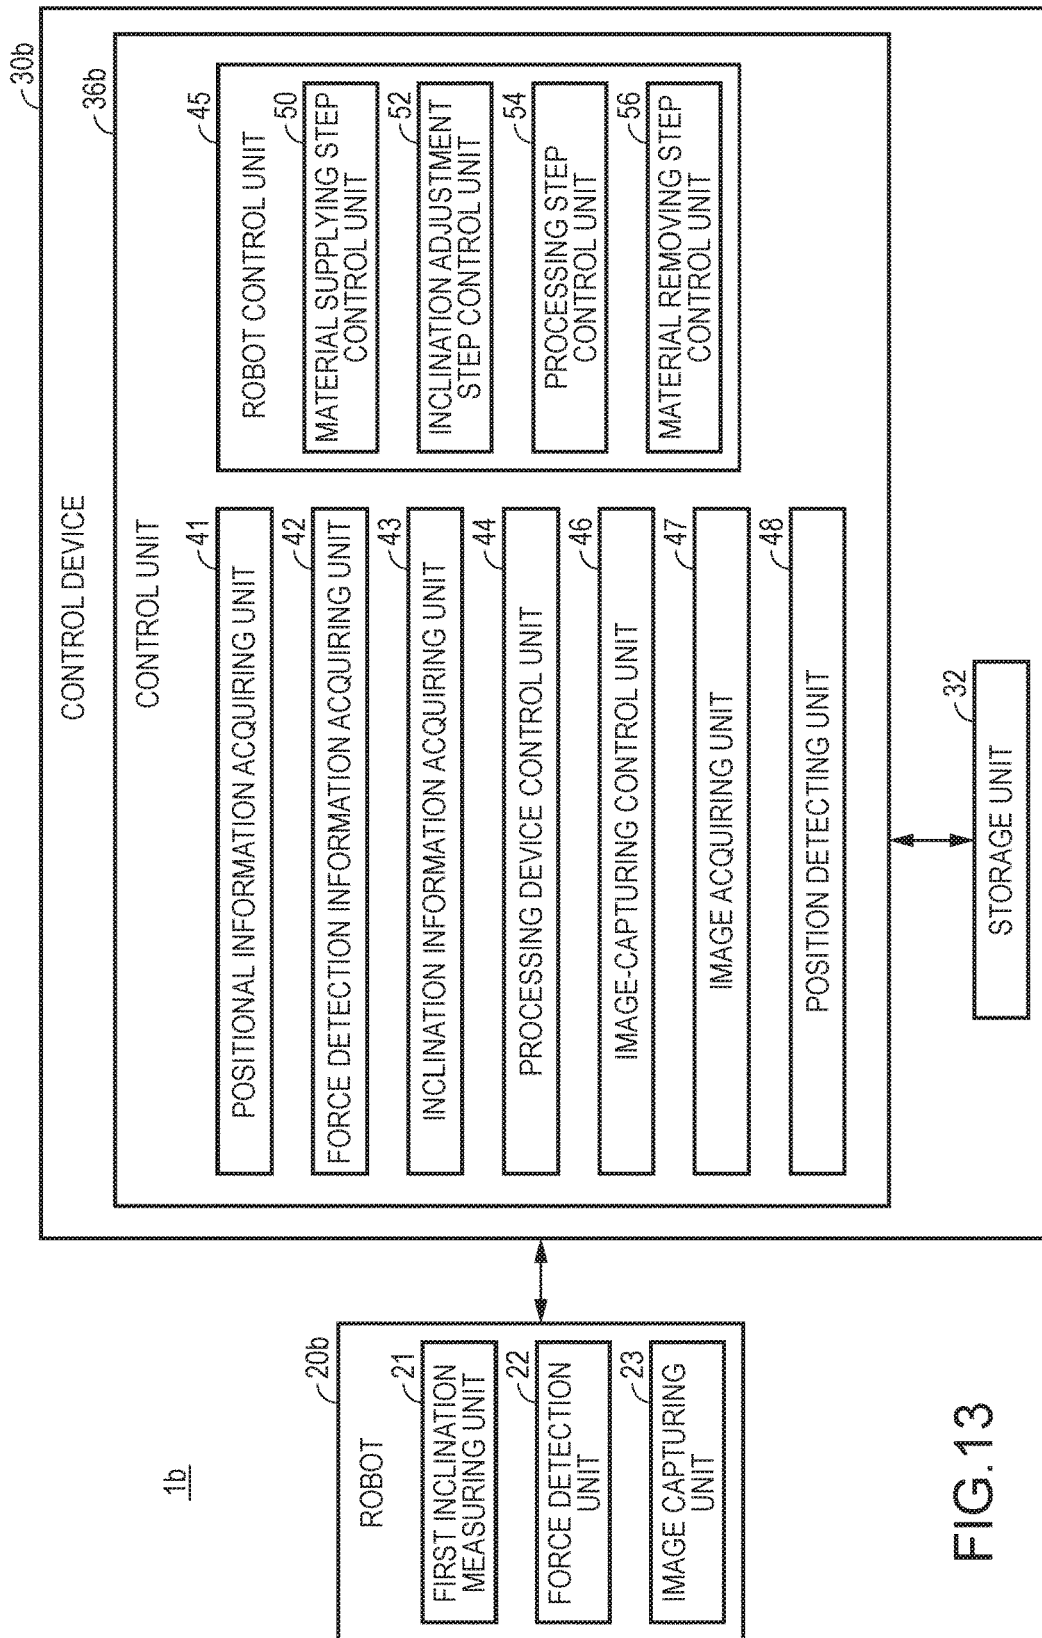 1b
ROBOT
20b
FIRST INCLINATION
MEASURING UNIT
21
FORCE DETECTION
UNIT
22
IMAGE CAPTURING
UNIT
23
CONTROL DEVICE
30b
CONTROL UNIT
36b
POSITIONAL INFORMATION ACQUIRING UNIT
41
FORCE DETECTION INFORMATION ACQUIRING UNIT
42
INCLINATION INFORMATION ACQUIRING UNIT
43
PROCESSING DEVICE CONTROL UNIT
44
IMAGE-CAPTURING CONTROL UNIT
46
IMAGE ACQUIRING UNIT
47
POSITION DETECTING UNIT
48
ROBOT CONTROL UNIT
45
MATERIAL SUPPLYING STEP
CONTROL UNIT
50
INCLINATION ADJUSTMENT
STEP CONTROL UNIT
52
PROCESSING STEP
CONTROL UNIT
54
MATERIAL REMOVING STEP
CONTROL UNIT
56
STORAGE UNIT
32
FIG.13